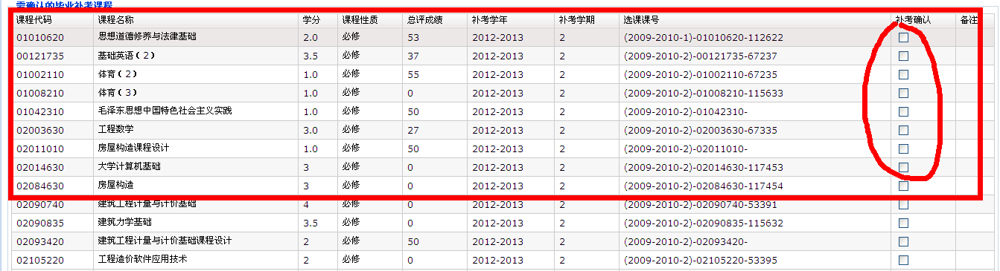 需确认的毕业补考课程
课程代码 课程名称 学分 课程性质 总评成绩 补考学年 补考学期 选课课号 补考确认 备注
01010620 思想道德修养与法律基础 2.0 必修 53 2012-2013 2 (2009-2010-1)-01010620-112622
00121735 基础英语(2) 3.5 必修 37 2012-2013 2 (2009-2010-2)-00121735-67237
01002110 体育(2) 1.0 必修 55 2012-2013 2 (2009-2010-2)-01002110-67235
01008210 体育(3) 1.0 必修 0 2012-2013 2 (2009-2010-2)-01008210-115633
01042310 毛泽东思想中国特色社会主义实践 1.0 必修 50 2012-2013 2 (2009-2010-2)-01042310-
02003630 工程数学 3.0 必修 27 2012-2013 2 (2009-2010-2)-02003630-67335
02011010 房屋构造课程设计 1.0 必修 50 2012-2013 2 (2009-2010-2)-02011010-
02014630 大学计算机基础 3 必修 0 2012-2013 2 (2009-2010-2)-02014630-117453
02084630 房屋构造 3 必修 0 2012-2013 2 (2009-2010-2)-02084630-117454
02090740 建筑工程计量与计价基础 4 必修 0 2012-2013 2 (2009-2010-2)-02090740-53391
02090835 建筑力学基础 3.5 必修 0 2012-2013 2 (2009-2010-2)-02090835-115632
02093420 建筑工程计量与计价基础课程设计 2 必修 50 2012-2013 2 (2009-2010-2)-02093420-
02105220 工程造价软件应用技术 2 必修 0 2012-2013 2 (2009-2010-2)-02105220-53395